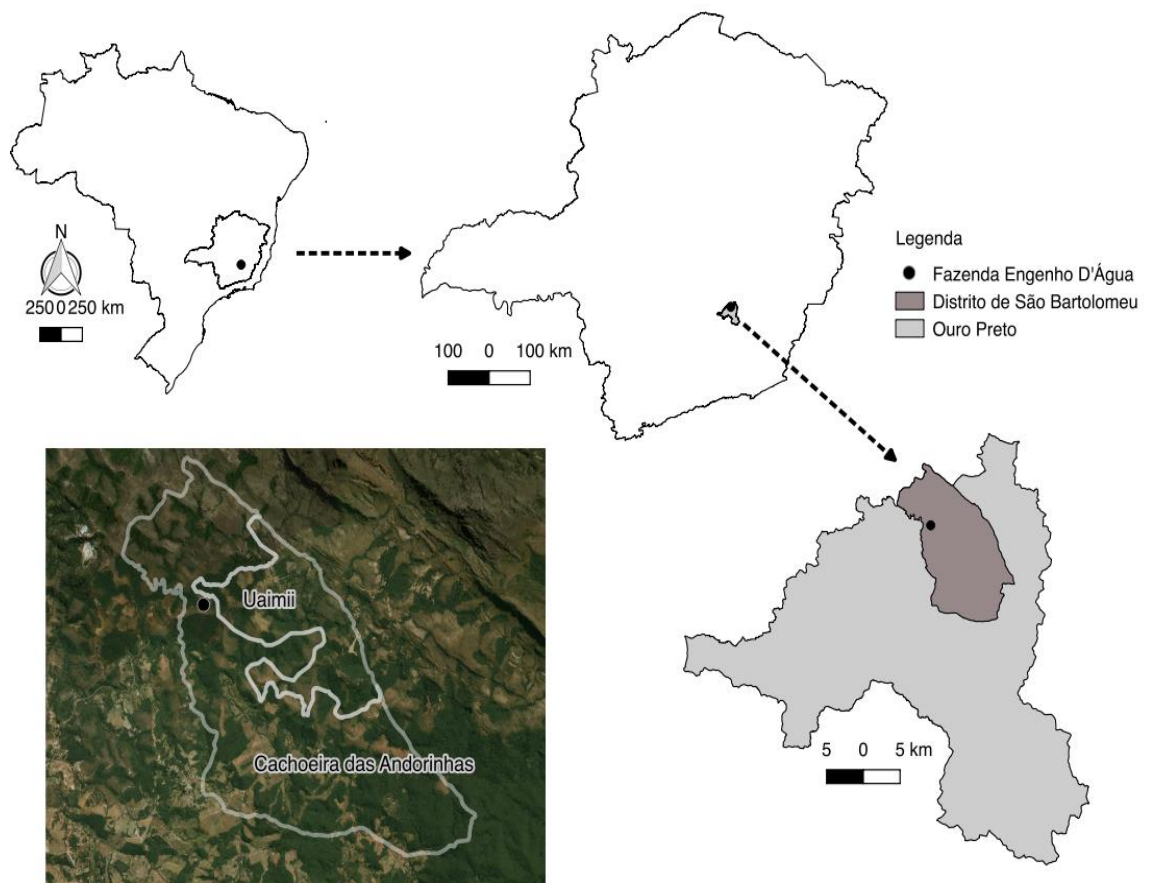 N
250 0 250 km
100 0 100 km
Legenda
Fazenda Engenho D'Água
Distrito de São Bartolomeu
Ouro Preto
Uaimii
Cachoeira das Andorinhas
5 0 5 km